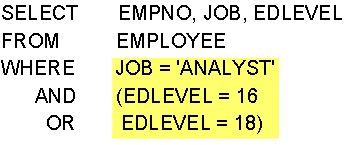 SELECT EMPNO, JOB, EDLEVEL
FROM EMPLOYEE
WHERE JOB = 'ANALYST'
AND (EDLEVEL = 16
OR EDLEVEL = 18)